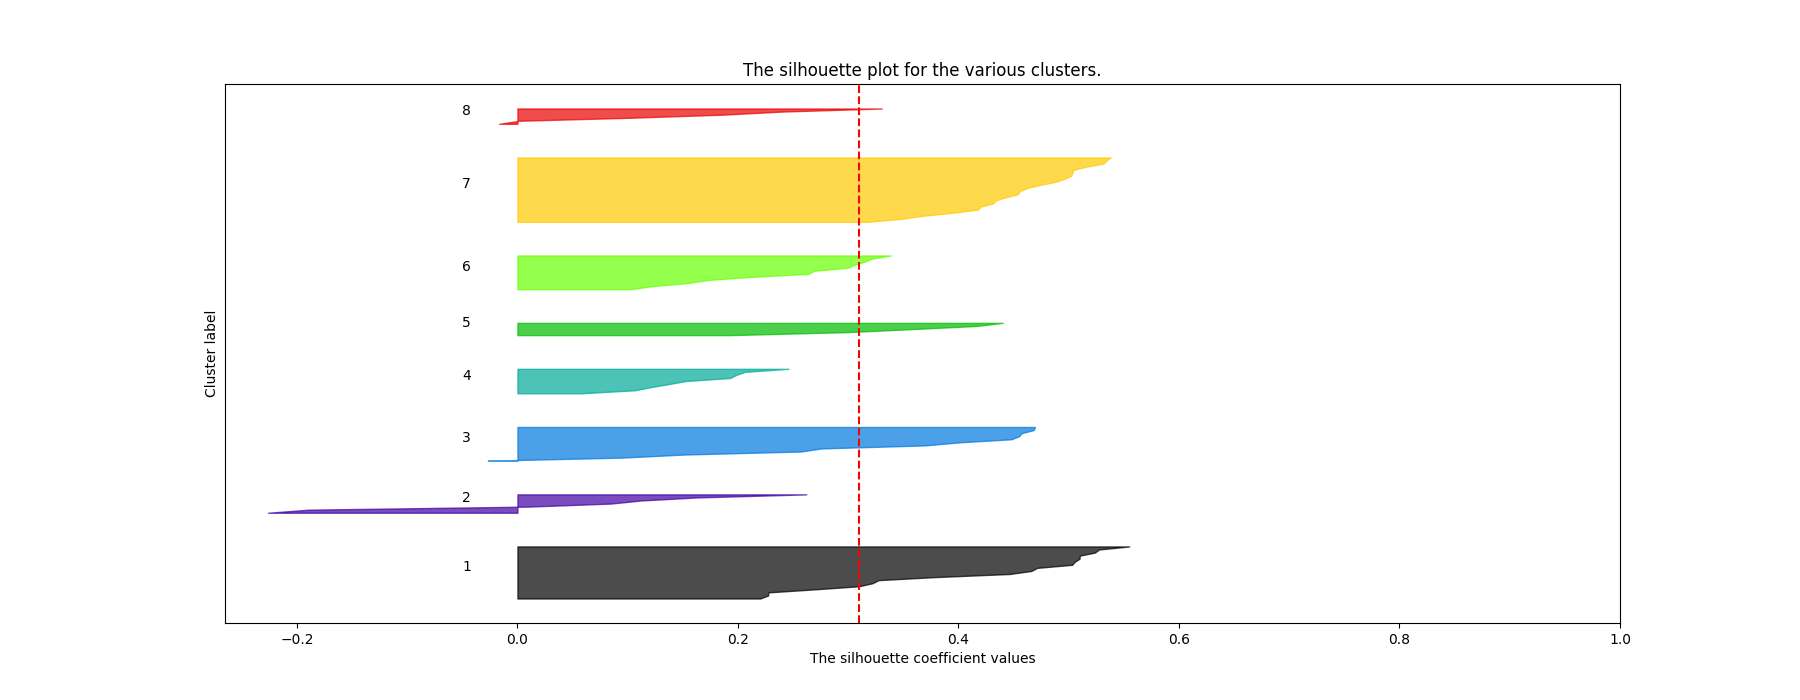 The silhouette plot for the various clusters.
8
7
6
5
4
3
2
1
Cluster label
−0.2 0.0 0.2 0.4 0.6 0.8 1.0
The silhouette coefficient values